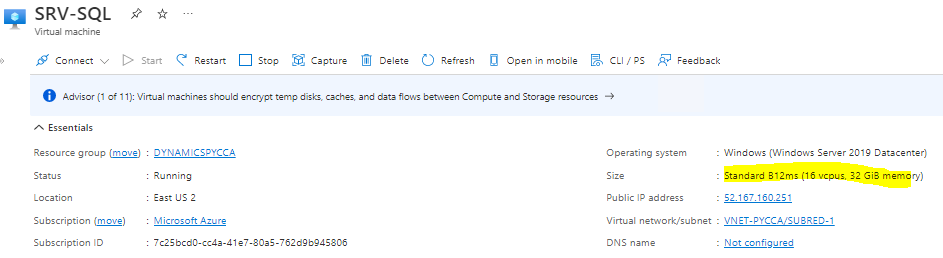 SRV-SQL
Virtual machine
Connect Start Restart Stop Capture Delete Refresh Open in mobile CLI / PS Feedback
Advisor (1 of 11): Virtual machines should encrypt temp disks, caches, and data flows between Compute and Storage resources →
Essentials
Resource group (move) : DYNAMICSPYCCA
Operating system : Windows (Windows Server 2019 Datacenter)
Status : Running
Size : Standard B12ms (16 vcpus, 32 GiB memory)
Location : East US 2
Public IP address : 52.167.160.251
Subscription (move) : Microsoft Azure
Virtual network/subnet : VNET-PYCCA/SUBRED-1
Subscription ID : 7c25bcd0-cc4a-41e7-80a5-762d9b945806
DNS name : Not configured